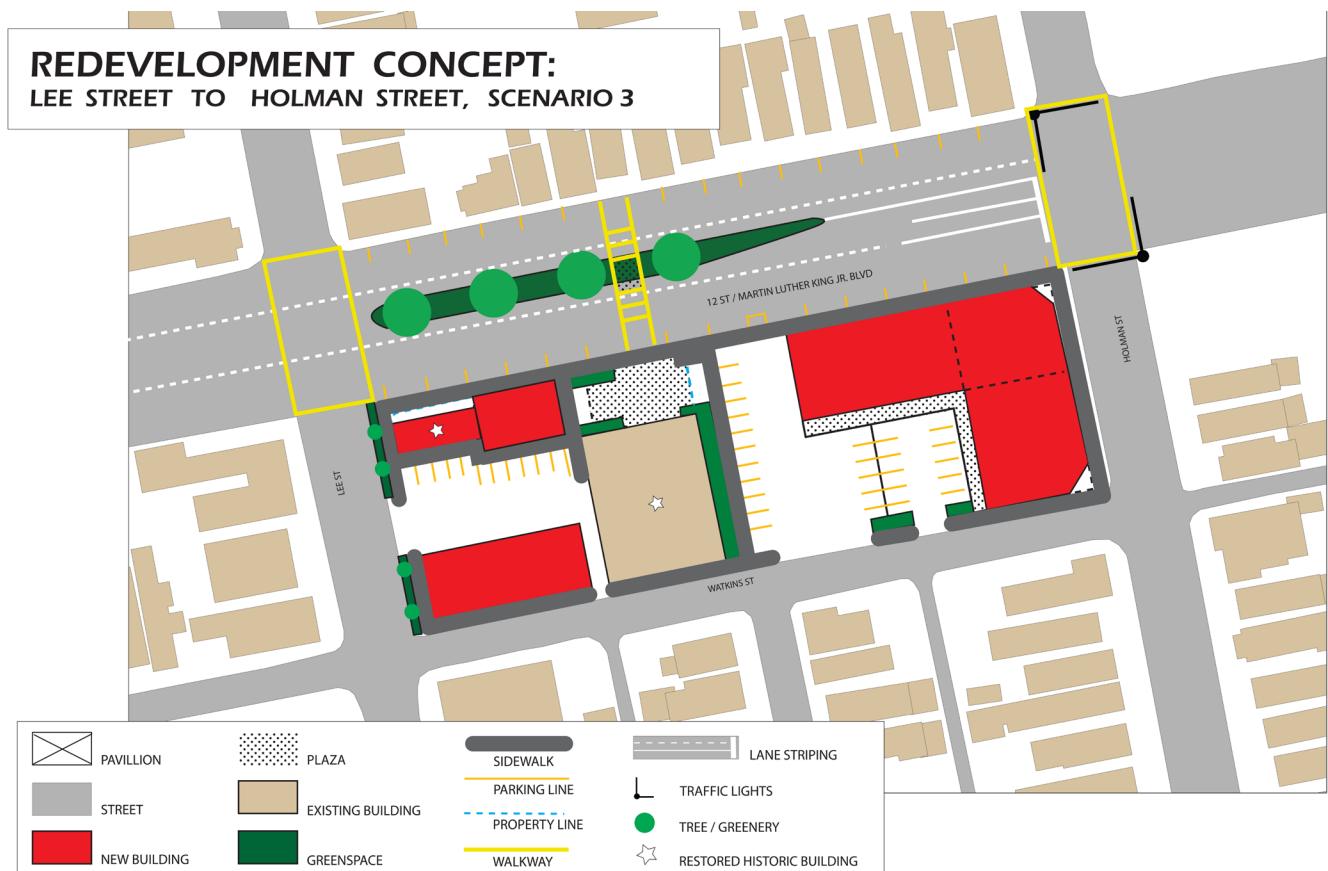 REDEVELOPMENT CONCEPT:
LEE STREET TO HOLMAN STREET, SCENARIO 3
12 ST / MARTIN LUTHER KING JR. BLVD
HOLMAN ST
LEE ST
WATKINS ST
PAVILLION
PLAZA
SIDEWALK
LANE STRIPING
PARKING LINE
STREET
EXISTING BUILDING
TRAFFIC LIGHTS
PROPERTY LINE
TREE / GREENERY
NEW BUILDING
GREENSPACE
WALKWAY
RESTORED HISTORIC BUILDING